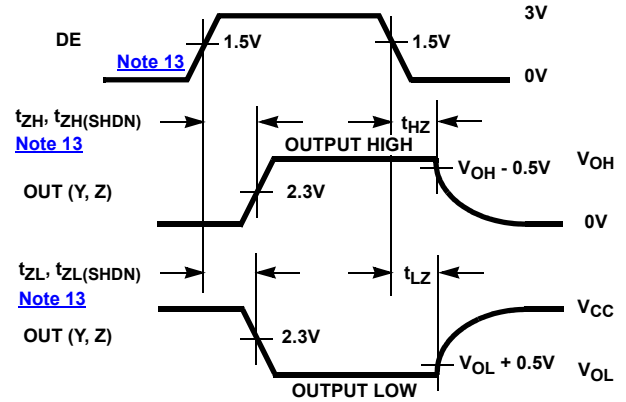 3V
DE
1.5V
1.5V
Note 13
0V
tZH, tZH(SHDN)
Note 13
tHZ
OUTPUT HIGH
VOH - 0.5V
VOH
OUT (Y, Z)
2.3V
0V
tZL, tZL(SHDN)
Note 13
tLZ
VCC
OUT (Y, Z)
2.3V
VOL + 0.5V
VOL
OUTPUT LOW